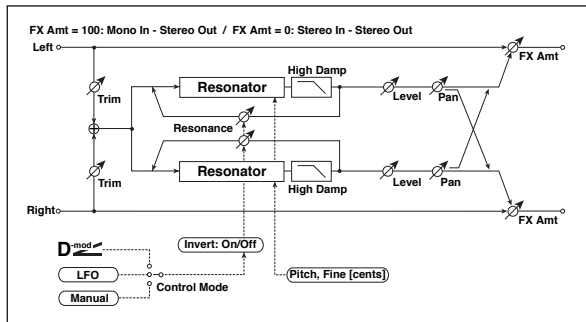 FX Amt = 100: Mono In - Stereo Out / FX Amt = 0: Stereo In - Stereo Out
Left
FX Amt
High Damp
Resonator
Trim
Level
Pan
Resonance
Resonator
High Damp
Level
Pan
Trim
Right
FX Amt
D-mod
Invert: On/Off
LFO
Control Mode
Pitch, Fine [cents]
Manual